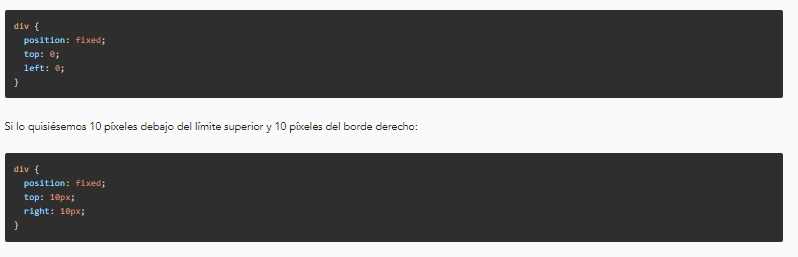 div {
  position: fixed;
  top: 0;
  left: 0;
}
Si lo quisiésemos 10 píxeles debajo del límite superior y 10 píxeles del borde derecho:
div {
  position: fixed;
  top: 10px;
  right: 10px;
}